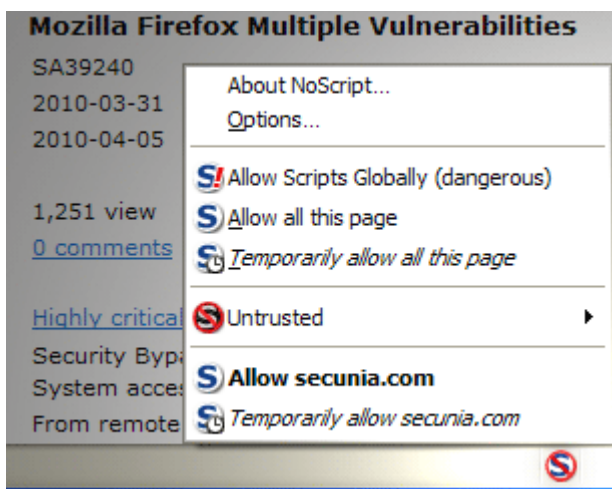 Mozilla Firefox Multiple Vulnerabilities
SA39240
2010-03-31
2010-04-05
1,251 view
0 comments
Highly critical
Security Bypa
System acces
From remote
About NoScript...
Options...
Allow Scripts Globally (dangerous)
Allow all this page
Temporarily allow all this page
Untrusted
Allow secunia.com
Temporarily allow secunia.com